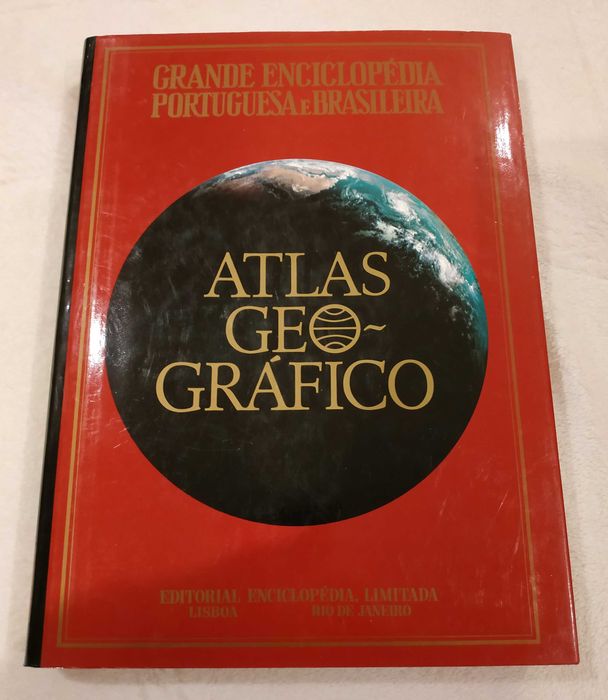 GRANDE ENCICLOPÉDIA
PORTUGUESA E BRASILEIRA
ATLAS
GEO~
GRÁFICO
EDITORIAL ENCICLOPÉDIA, LIMITADA
LISBOA RIO DE JANEIRO